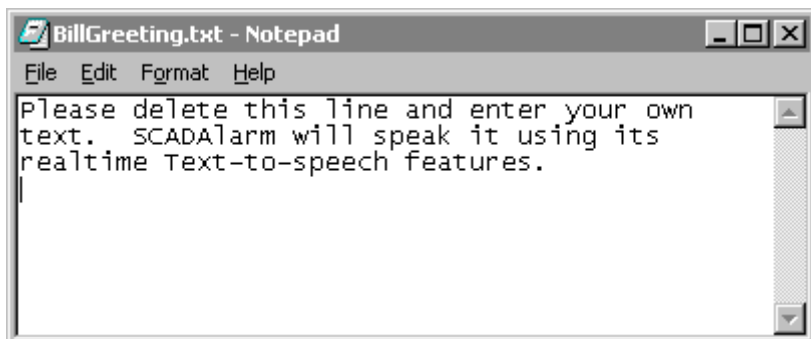 BillGreeting.txt - Notepad
File Edit Format Help
Please delete this line and enter your own
text.  SCADAlarm will speak it using its
realtime Text-to-speech features.